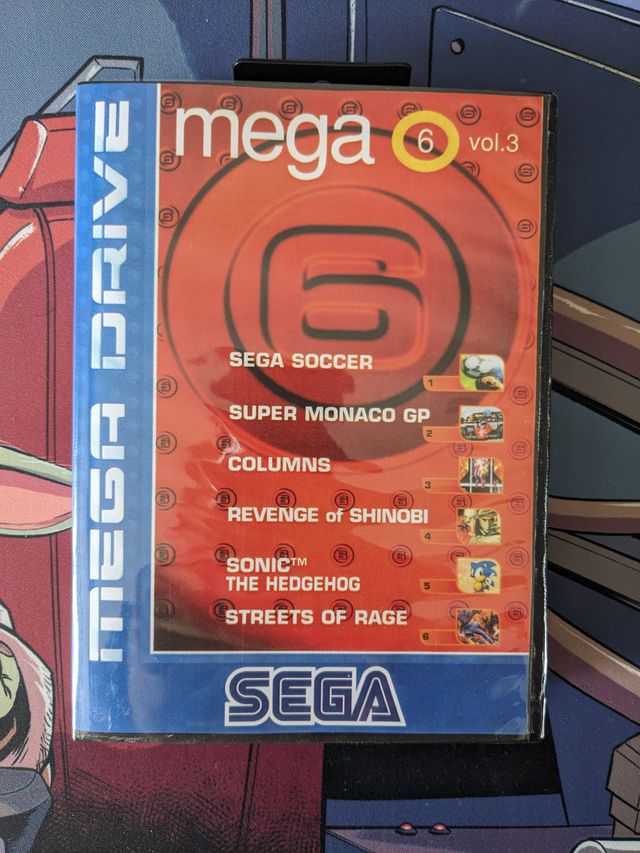 MEGA DRIVE
mega 6 vol.3
6
SEGA SOCCER
1
SUPER MONACO GP
2
COLUMNS
3
REVENGE of SHINOBI
4
SONIC™
THE HEDGEHOG
5
STREETS OF RAGE
6
SEGA